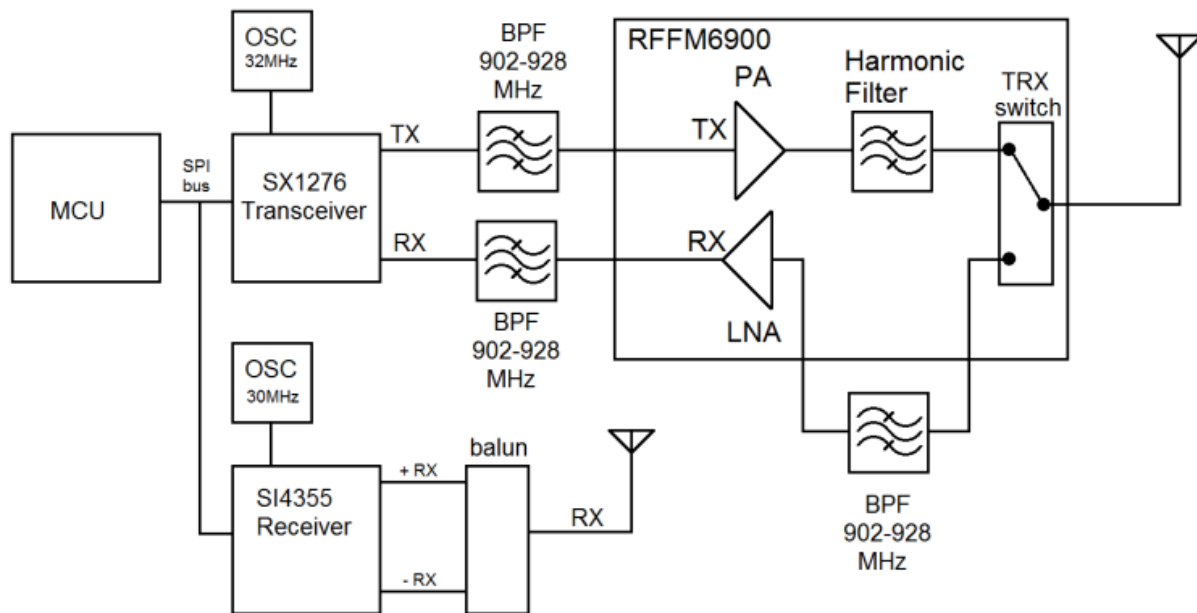 OSC
32MHz
BPF
902-928
MHz
RFFM6900
PA
Harmonic
Filter
TRX
switch
MCU
SPI
bus
SX1276
Transceiver
TX
TX
RX
RX
LNA
BPF
902-928
MHz
OSC
30MHz
balun
SI4355
Receiver
+ RX
- RX
RX
BPF
902-928
MHz